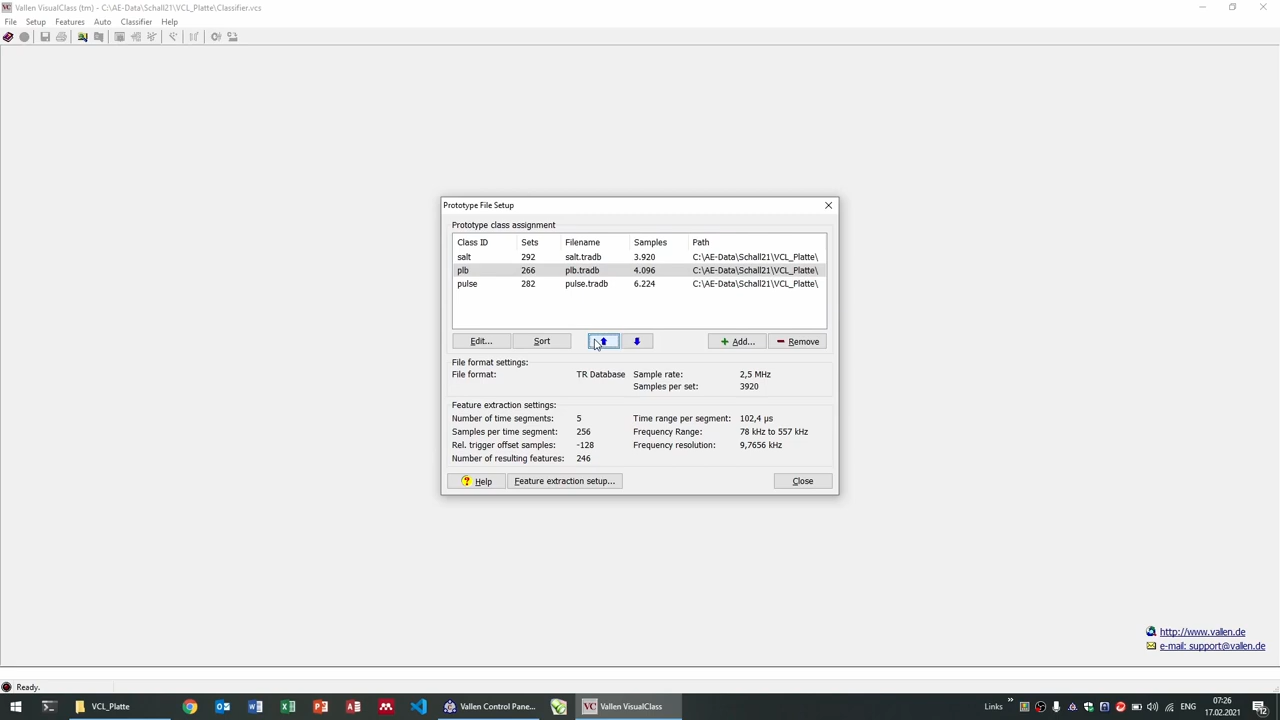 Vallen VisualClass (tm) - C:\AE-Data\Schall21\VCL_Platte\Classifier.vcs
File Setup Features Auto Classifier Help
Prototype File Setup
Prototype class assignment
Class ID Sets Filename Samples Path
salt 292 salt.tradb 3.920 C:\AE-Data\Schall21\VCL_Platte\
plb 266 plb.tradb 4.096 C:\AE-Data\Schall21\VCL_Platte\
pulse 282 pulse.tradb 6.224 C:\AE-Data\Schall21\VCL_Platte\
Edit... Sort Add... Remove
File format settings:
File format: TR Database Sample rate: 2,5 MHz
Samples per set: 3920
Feature extraction settings:
Number of time segments: 5 Time range per segment: 102,4 µs
Samples per time segment: 256 Frequency Range: 78 kHz to 557 kHz
Rel. trigger offset samples: -128 Frequency resolution: 9,7656 kHz
Number of resulting features: 246
Help Feature extraction setup... Close
http://www.vallen.de
e-mail: support@vallen.de
Ready.
VCL_Platte Vallen Control Pane... Vallen VisualClass Links ENG 07:26
17.02.2021